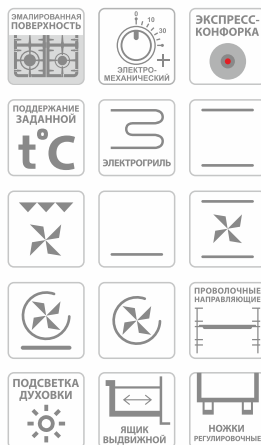 ЭМАЛИРОВАННАЯ
ПОВЕРХНОСТЬ
0
10
30
ЭЛЕКТРО-
МЕХАНИЧЕСКИЙ
ЭКСПРЕСС-
КОНФОРКА
ПОДДЕРЖАНИЕ
ЗАДАННОЙ
t°C
ЭЛЕКТРОГРИЛЬ
ПРОВОЛОЧНЫЕ
НАПРАВЛЯЮЩИЕ
ПОДСВЕТКА
ДУХОВКИ
ЯЩИК
ВЫДВИЖНОЙ
НОЖКИ
РЕГУЛИРОВОЧНЫЕ